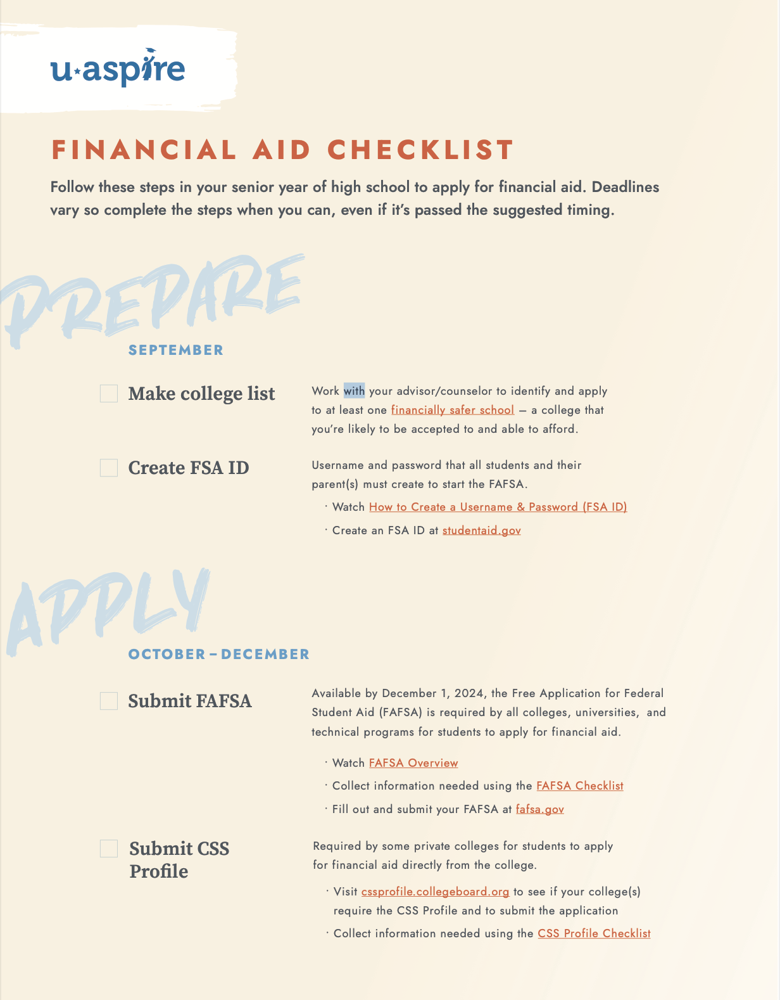 u★aspire
FINANCIAL AID CHECKLIST
Follow these steps in your senior year of high school to apply for financial aid. Deadlines
vary so complete the steps when you can, even if it’s passed the suggested timing.
PREPARE
SEPTEMBER
Make college list
Work with your advisor/counselor to identify and apply
to at least one financially safer school – a college that
you’re likely to be accepted to and able to afford.
Create FSA ID
Username and password that all students and their
parent(s) must create to start the FAFSA.
· Watch How to Create a Username & Password (FSA ID)
· Create an FSA ID at studentaid.gov
APPLY
OCTOBER – DECEMBER
Submit FAFSA
Available by December 1, 2024, the Free Application for Federal
Student Aid (FAFSA) is required by all colleges, universities,  and
technical programs for students to apply for financial aid.
· Watch FAFSA Overview
· Collect information needed using the FAFSA Checklist
· Fill out and submit your FAFSA at fafsa.gov
Submit CSS
Profile
Required by some private colleges for students to apply
for financial aid directly from the college.
· Visit cssprofile.collegeboard.org to see if your college(s)
require the CSS Profile and to submit the application
· Collect information needed using the CSS Profile Checklist